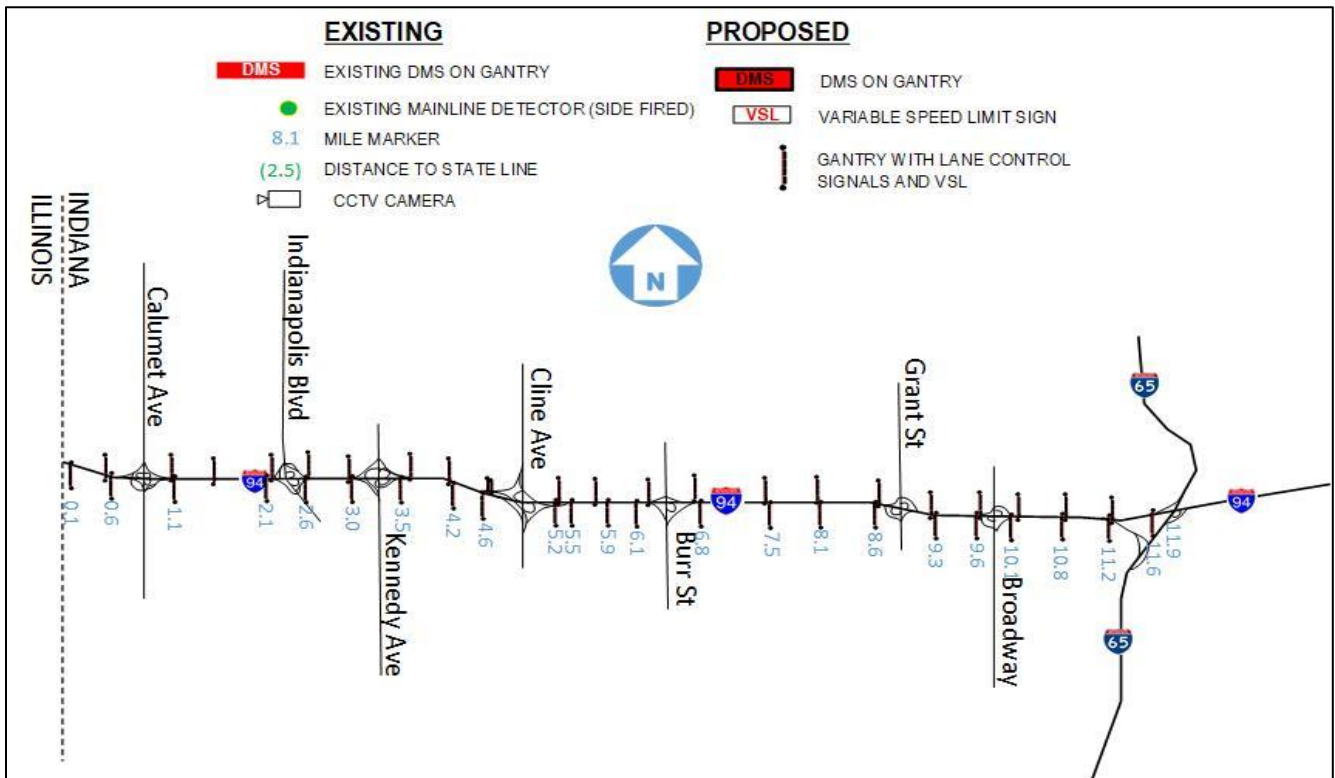 EXISTING
DMS EXISTING DMS ON GANTRY
EXISTING MAINLINE DETECTOR (SIDE FIRED)
8.1 MILE MARKER
(2.5) DISTANCE TO STATE LINE
CCTV CAMERA
PROPOSED
DMS DMS ON GANTRY
VSL VARIABLE SPEED LIMIT SIGN
GANTRY WITH LANE CONTROL
SIGNALS AND VSL
N
INDIANA
ILLINOIS
Calumet Ave
Indianapolis Blvd
Kennedy Ave
Cline Ave
Burr St
Grant St
Broadway
65
94
94
94
65
0.1
0.6
1.1
2.1
2.6
3.0
3.5
4.2
4.6
5.2
5.5
5.9
6.1
6.8
7.5
8.1
8.6
9.3
9.6
10.1
10.8
11.2
11.6
11.9